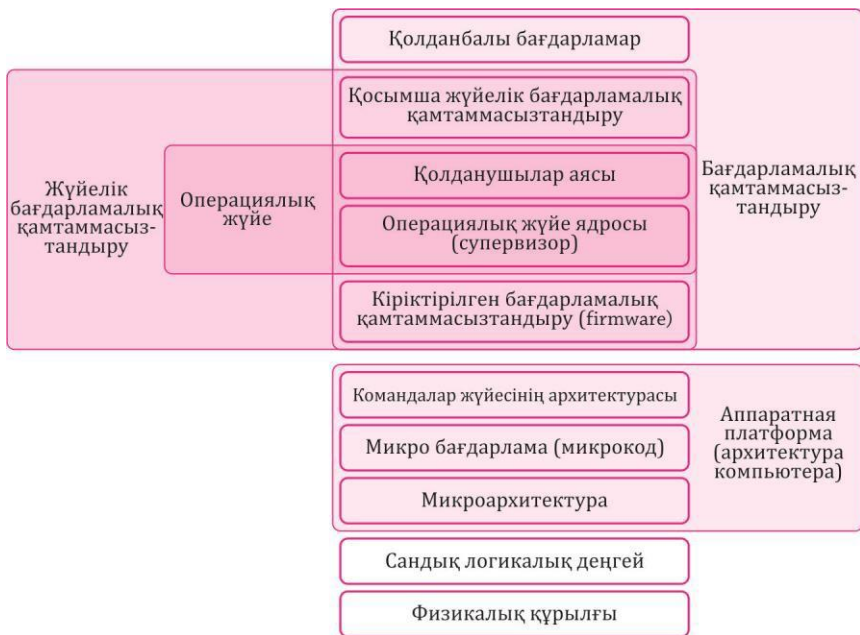 Қолданбалы бағдарламар
Қосымша жүйелік бағдарламалық
қамтаммасызтандыру
Қолданушылар аясы
Операциялық жүйе ядросы
(супервизор)
Кіріктірілген бағдарламалық
қамтаммасызтандыру (firmware)
Жүйелік
бағдарламалық
қамтаммасыз-
тандыру
Операциялық
жүйе
Бағдарламалық
қамтаммасыз-
тандыру
Командалар жүйесінің архитектурасы
Микро бағдарлама (микрокод)
Микроархитектура
Аппаратная
платформа
(архитектура
компьютера)
Сандық логикалық деңгей
Физикалық құрылғы